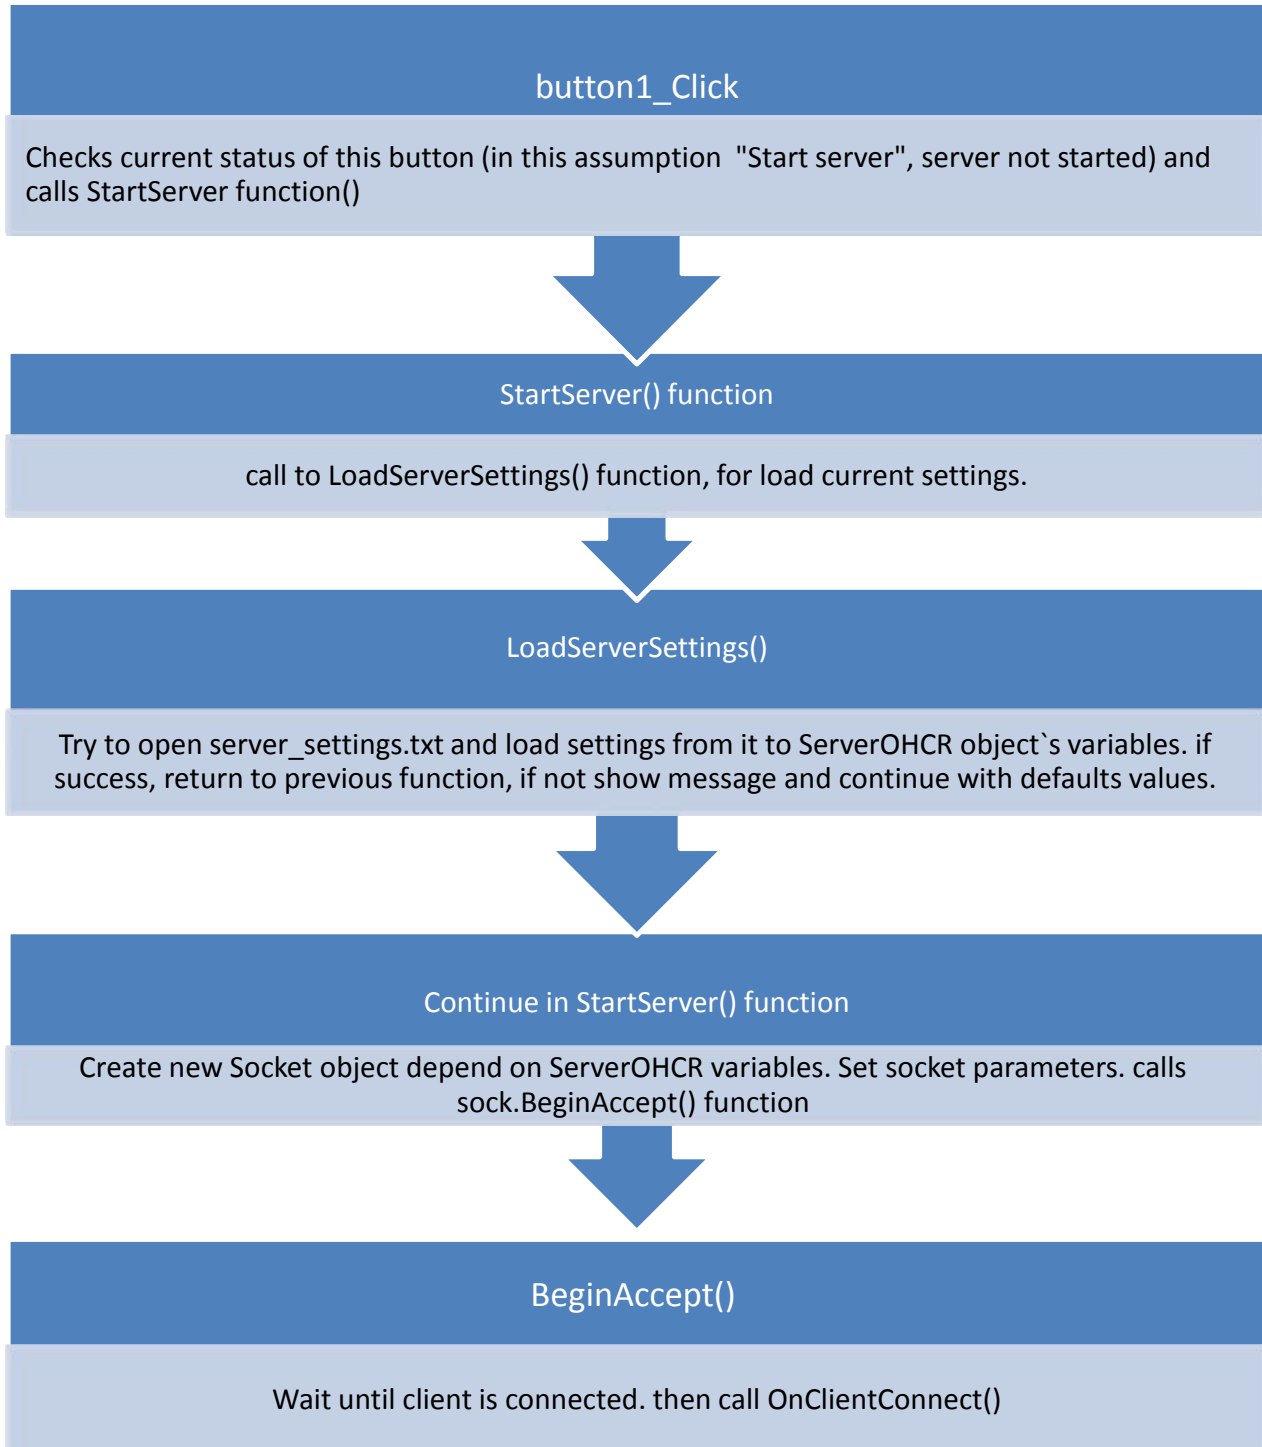 button1_Click
Checks current status of this button (in this assumption  "Start server", server not started) and
calls StartServer function()
StartServer() function
call to LoadServerSettings() function, for load current settings.
LoadServerSettings()
Try to open server_settings.txt and load settings from it to ServerOHCR object`s variables. if
success, return to previous function, if not show message and continue with defaults values.
Continue in StartServer() function
Create new Socket object depend on ServerOHCR variables. Set socket parameters. calls
sock.BeginAccept() function
BeginAccept()
Wait until client is connected. then call OnClientConnect()